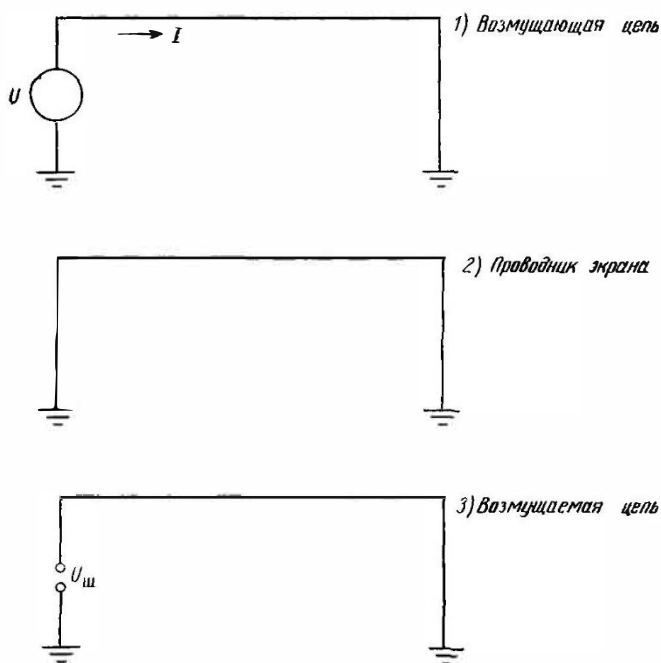 1) Возмущающая цепь
I
U
2) Проводник экрана
3) Возмущаемая цепь
Uш